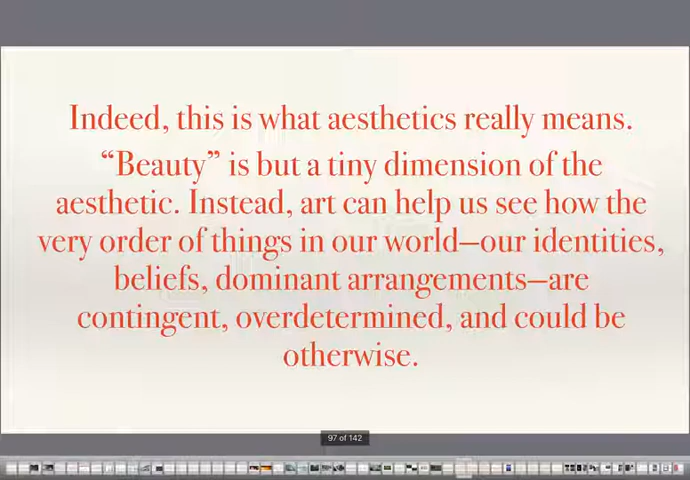 Indeed, this is what aesthetics really means.
“Beauty” is but a tiny dimension of the
aesthetic. Instead, art can help us see how the
very order of things in our world—our identities,
beliefs, dominant arrangements—are
contingent, overdetermined, and could be
otherwise.
97 of 142